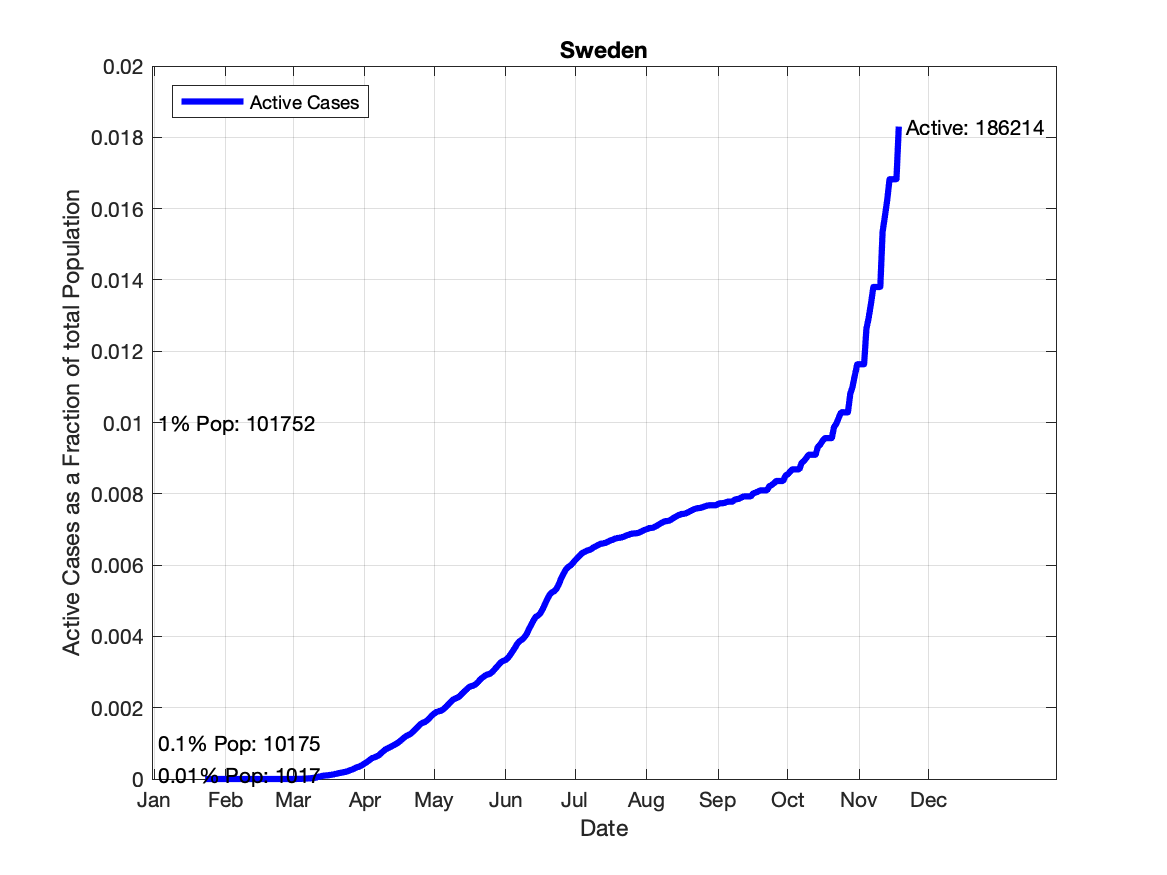 Sweden
Active Cases
Active: 186214
Active Cases as a Fraction of total Population
0.02
0.018
0.016
0.014
0.012
0.01
0.008
0.006
0.004
0.002
0
1% Pop: 101752
0.1% Pop: 10175
0.01% Pop: 1017
Jan Feb Mar Apr May Jun Jul Aug Sep Oct Nov Dec
Date